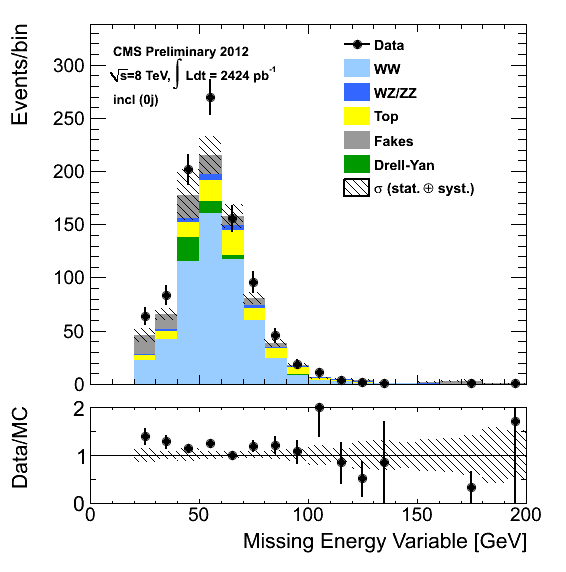 Events/bin
300
250
200
150
100
50
0
CMS Preliminary 2012
√s=8 TeV, ∫ Ldt = 2424 pb⁻¹
incl (0j)
Data
WW
WZ/ZZ
Top
Fakes
Drell-Yan
σ (stat. ⊕ syst.)
Data/MC
2
1
0
0 50 100 150 200
Missing Energy Variable [GeV]